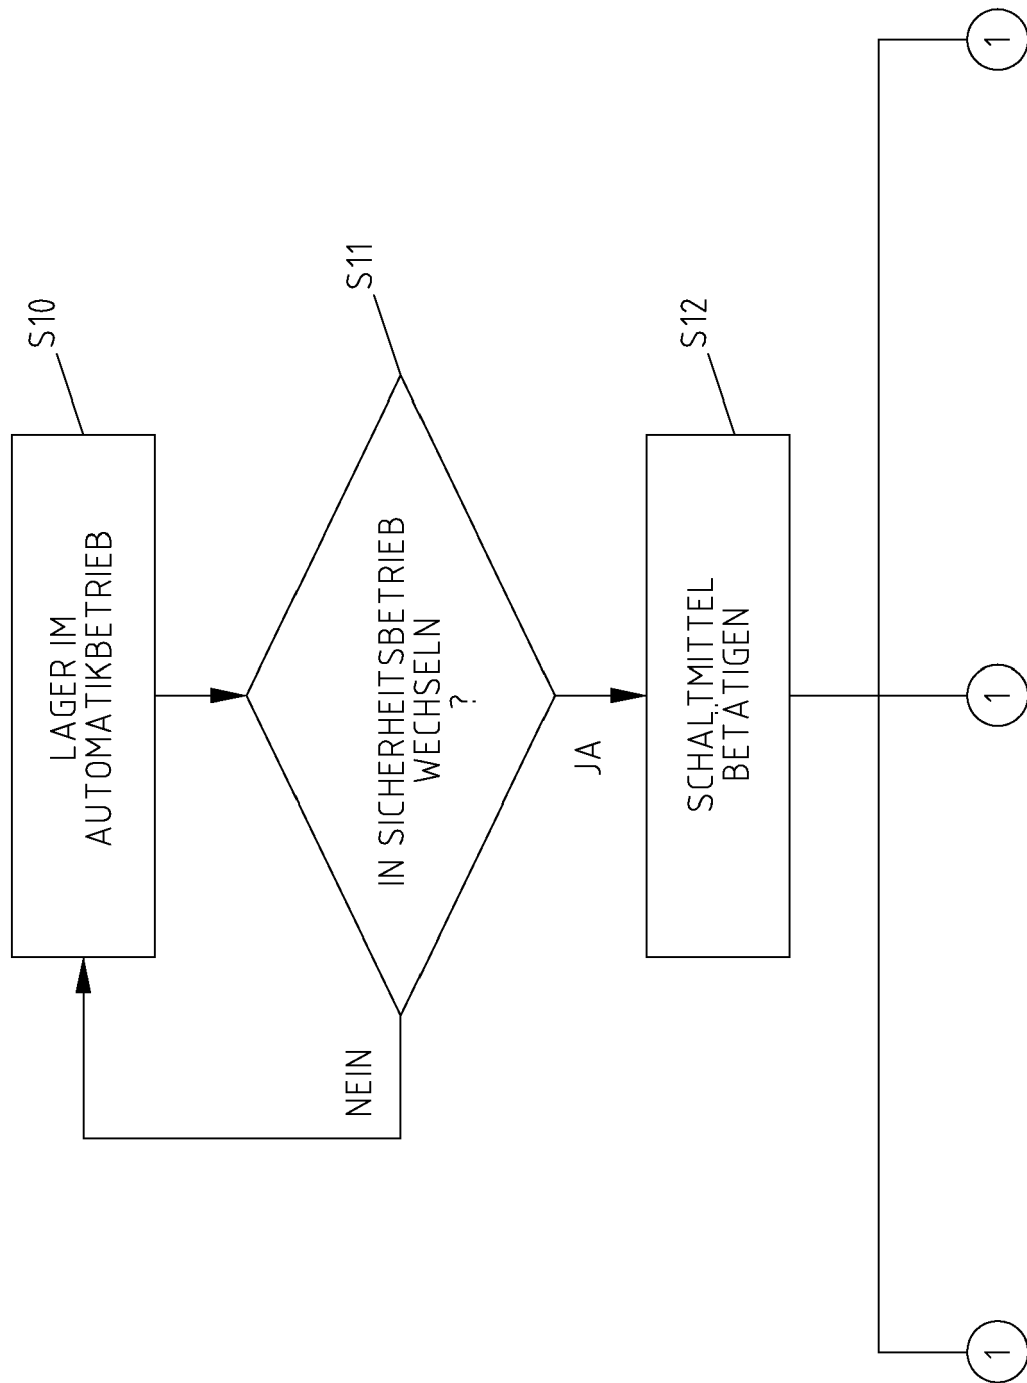 LAGER IM
AUTOMATIKBETRIEB
S10
IN SICHERHEITSBETRIEB
WECHSELN
?
S11
NEIN
JA
SCHALTMITTEL
BETÄTIGEN
S12
1
1
1